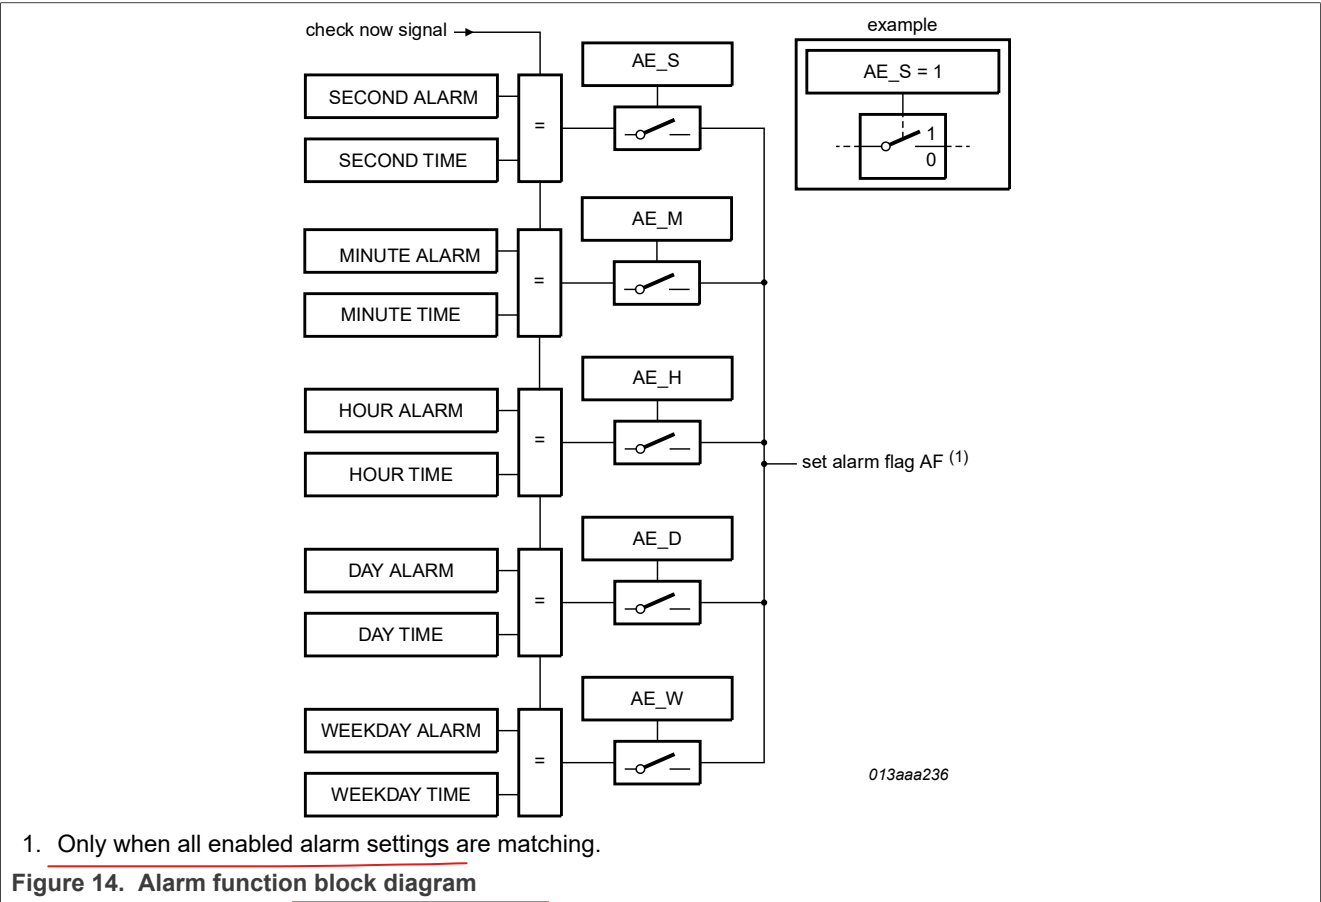 check now signal
example
AE_S
AE_S = 1
SECOND ALARM
=
1
SECOND TIME
0
AE_M
MINUTE ALARM
=
MINUTE TIME
AE_H
HOUR ALARM
=
set alarm flag AF (1)
HOUR TIME
AE_D
DAY ALARM
=
DAY TIME
AE_W
WEEKDAY ALARM
=
013aaa236
WEEKDAY TIME
1. Only when all enabled alarm settings are matching.
Figure 14. Alarm function block diagram